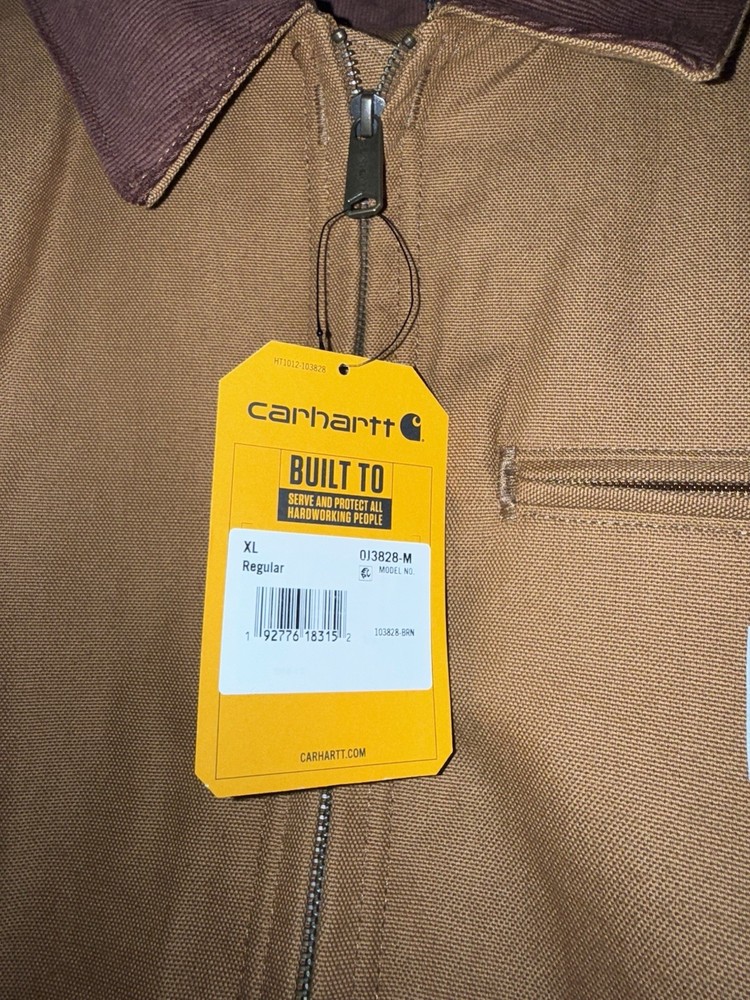 HT1012-103828
carhartt
BUILT TO
SERVE AND PROTECT ALL
HARDWORKING PEOPLE
XL
OJ3828-M
Regular
MODEL NO.
1 92776 18315 2
103828-BRN
CARHARTT.COM